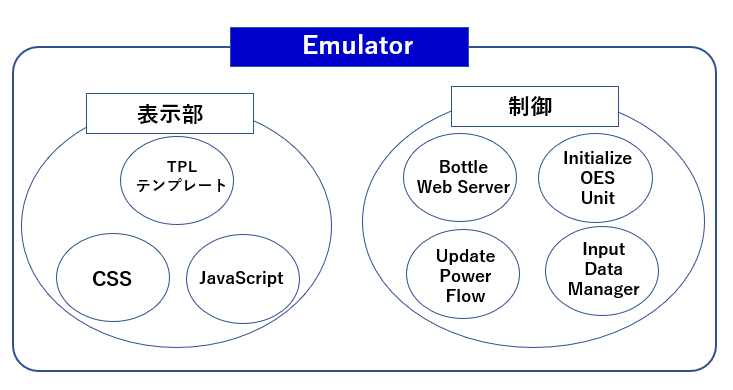 Emulator
表示部
TPL
テンプレート
CSS
JavaScript
制御
Bottle
Web Server
Initialize
OES
Unit
Update
Power
Flow
Input
Data
Manager